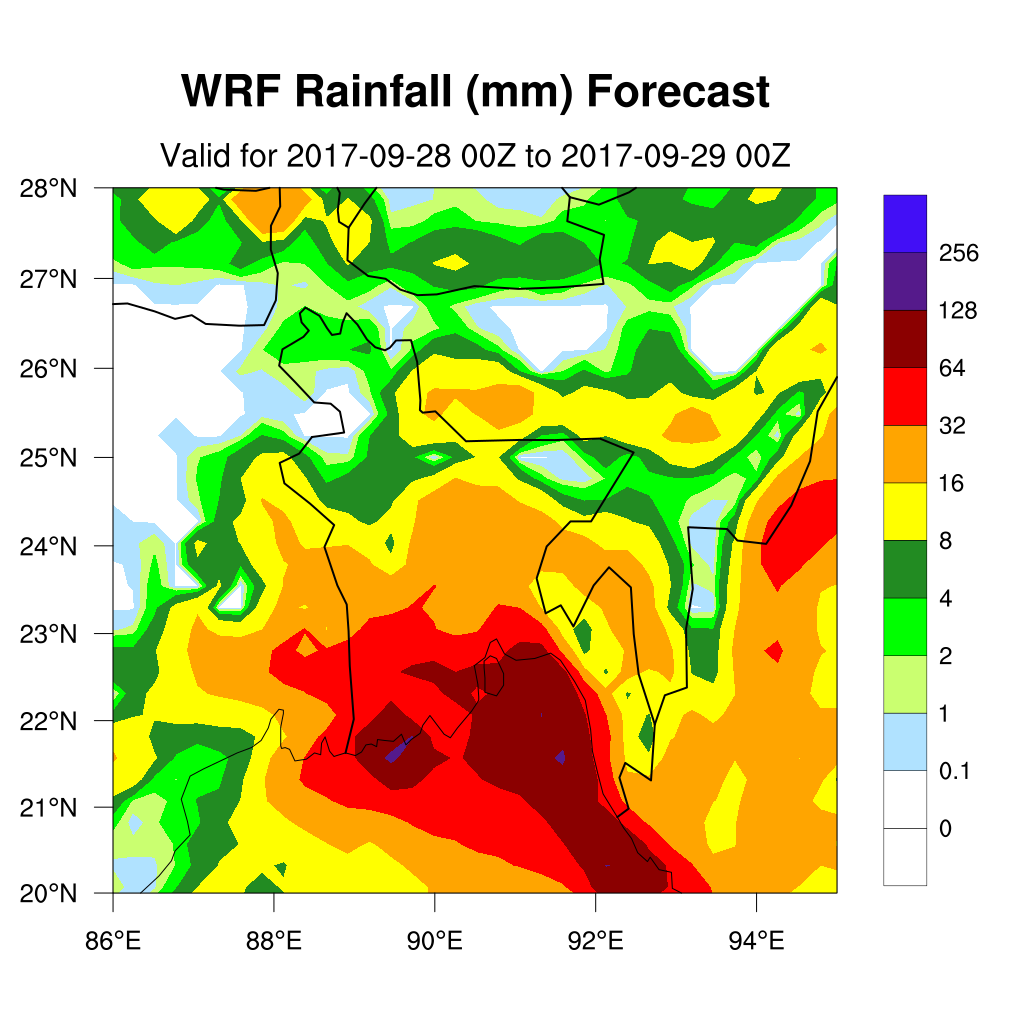 WRF Rainfall (mm) Forecast
Valid for 2017-09-28 00Z to 2017-09-29 00Z
28°N
27°N
26°N
25°N
24°N
23°N
22°N
21°N
20°N
86°E 88°E 90°E 92°E 94°E
256
128
64
32
16
8
4
2
1
0.1
0